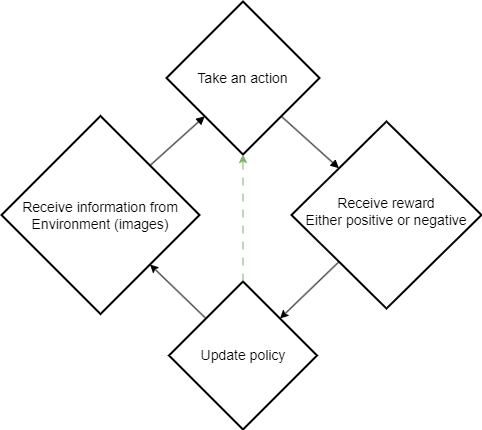 Take an action
Receive information from
Environment (images)
Receive reward
Either positive or negative
Update policy